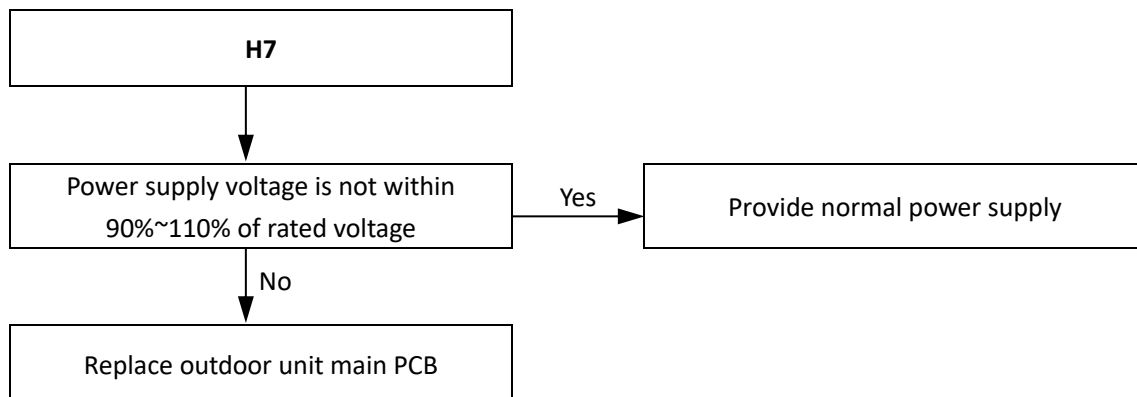 H7
Power supply voltage is not within
90%~110% of rated voltage
Yes
Provide normal power supply
No
Replace outdoor unit main PCB